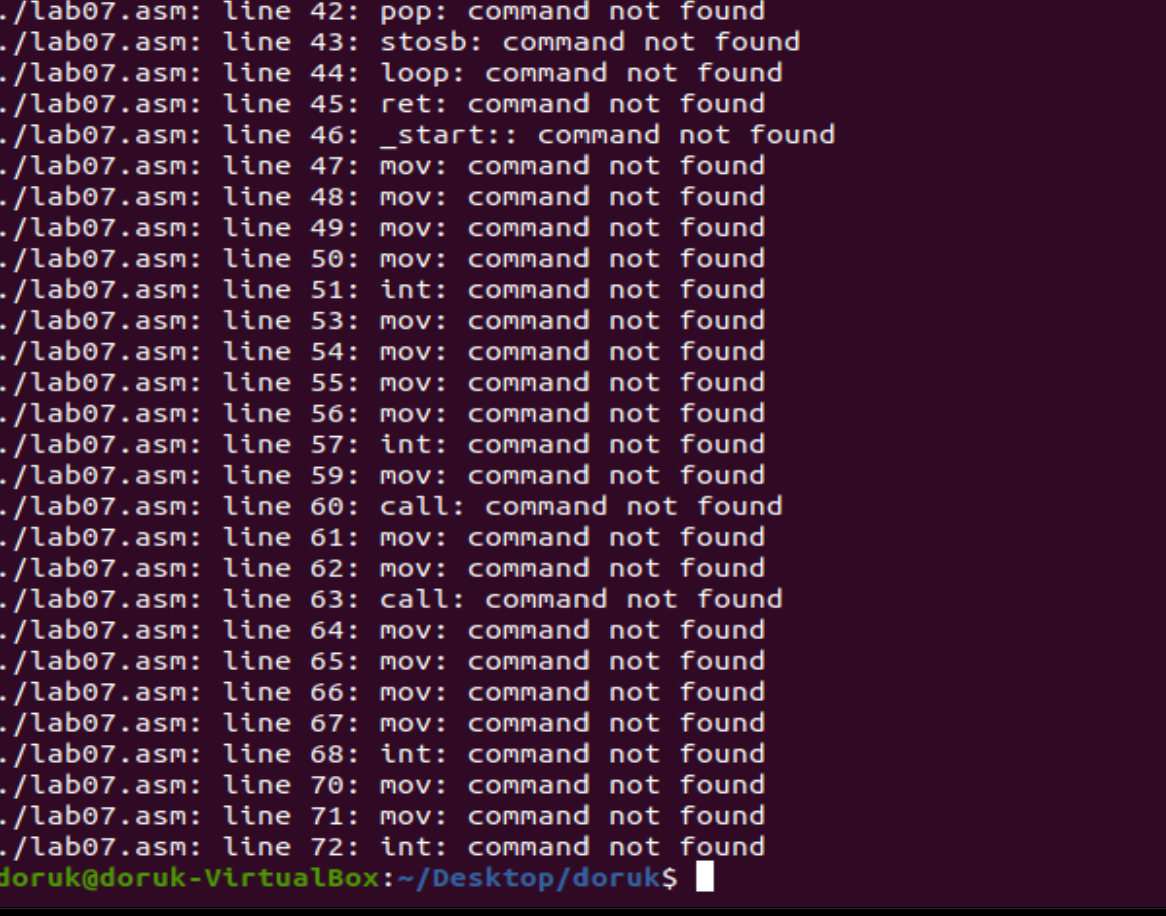 ./lab07.asm: line 42: pop: command not found
./lab07.asm: line 43: stosb: command not found
./lab07.asm: line 44: loop: command not found
./lab07.asm: line 45: ret: command not found
./lab07.asm: line 46: _start:: command not found
./lab07.asm: line 47: mov: command not found
./lab07.asm: line 48: mov: command not found
./lab07.asm: line 49: mov: command not found
./lab07.asm: line 50: mov: command not found
./lab07.asm: line 51: int: command not found
./lab07.asm: line 53: mov: command not found
./lab07.asm: line 54: mov: command not found
./lab07.asm: line 55: mov: command not found
./lab07.asm: line 56: mov: command not found
./lab07.asm: line 57: int: command not found
./lab07.asm: line 59: mov: command not found
./lab07.asm: line 60: call: command not found
./lab07.asm: line 61: mov: command not found
./lab07.asm: line 62: mov: command not found
./lab07.asm: line 63: call: command not found
./lab07.asm: line 64: mov: command not found
./lab07.asm: line 65: mov: command not found
./lab07.asm: line 66: mov: command not found
./lab07.asm: line 67: mov: command not found
./lab07.asm: line 68: int: command not found
./lab07.asm: line 70: mov: command not found
./lab07.asm: line 71: mov: command not found
./lab07.asm: line 72: int: command not found
doruk@doruk-VirtualBox:~/Desktop/doruk$